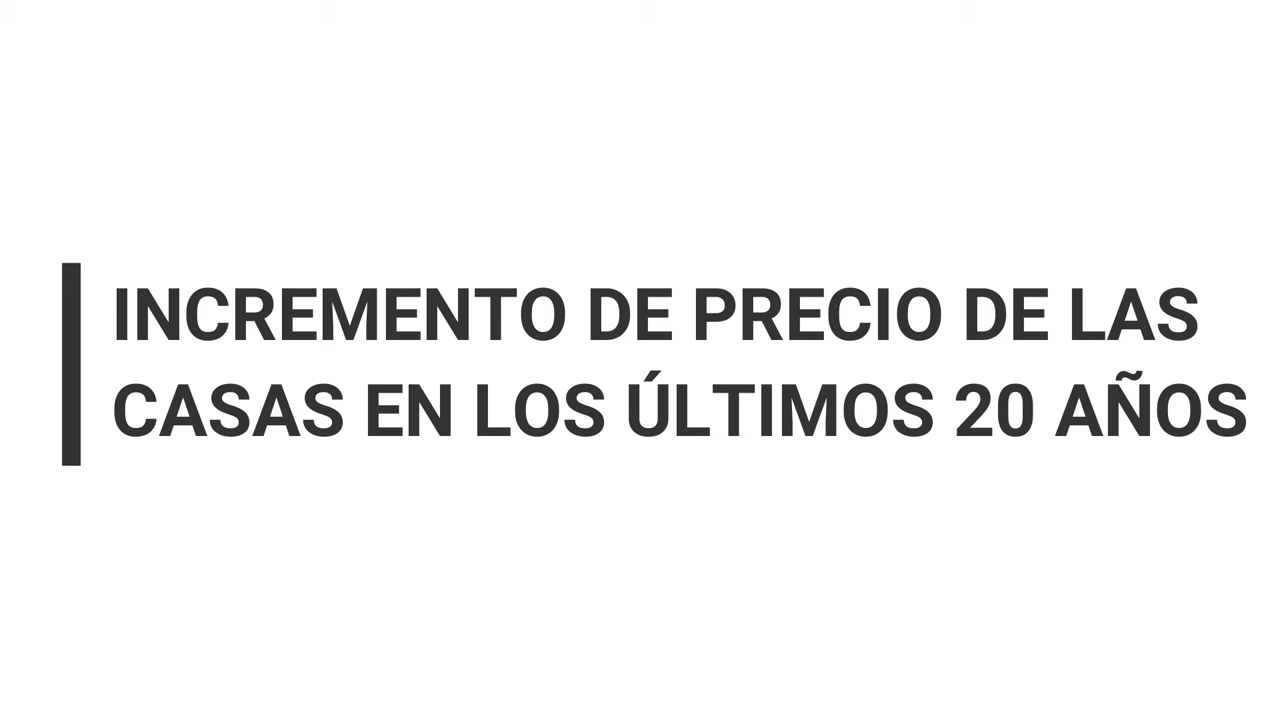 INCREMENTO DE PRECIO DE LAS
CASAS EN LOS ÚLTIMOS 20 AÑOS